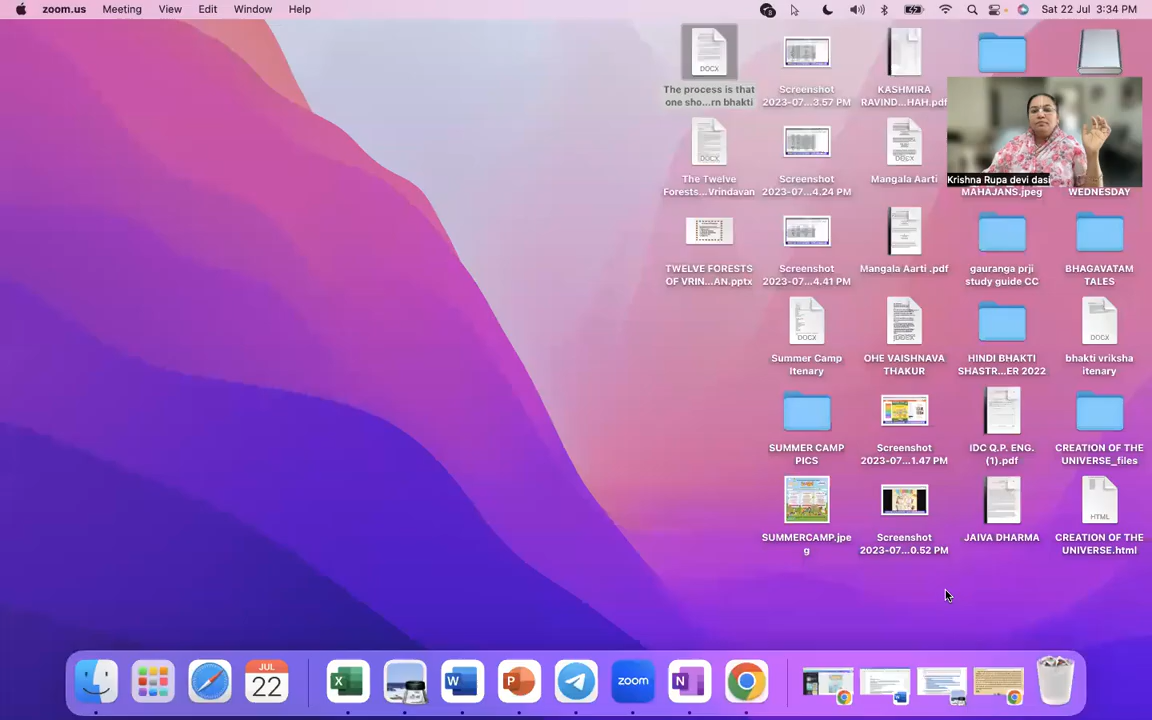 zoom.us Meeting View Edit Window Help Sat 22 Jul 3:34 PM
DOCX
The process is that
one sho...rn bhakti
Screenshot
2023-07...3.57 PM
KASHMIRA
RAVIND...HAH.pdf
Krishna Rupa devi dasi
MAHAJANS.jpeg
WEDNESDAY
DOCX
The Twelve
Forests...Vrindavan
Screenshot
2023-07...4.24 PM
DOCX
Mangala Aarti
TWELVE FORESTS
OF VRIN...AN.pptx
Screenshot
2023-07...4.41 PM
Mangala Aarti .pdf
gauranga prji
study guide CC
BHAGAVATAM
TALES
DOCX
Summer Camp
Itenary
OHE VAISHNAVA
THAKUR
HINDI BHAKTI
SHASTR...ER 2022
DOCX
bhakti vriksha
itenary
SUMMER CAMP
PICS
Screenshot
2023-07...1.47 PM
IDC Q.P. ENG.
(1).pdf
CREATION OF THE
UNIVERSE_files
SUMMERCAMP.jpe
g
Screenshot
2023-07...0.52 PM
JAIVA DHARMA
HTML
CREATION OF THE
UNIVERSE.html
JUL
22
X
W
P
zoom
N